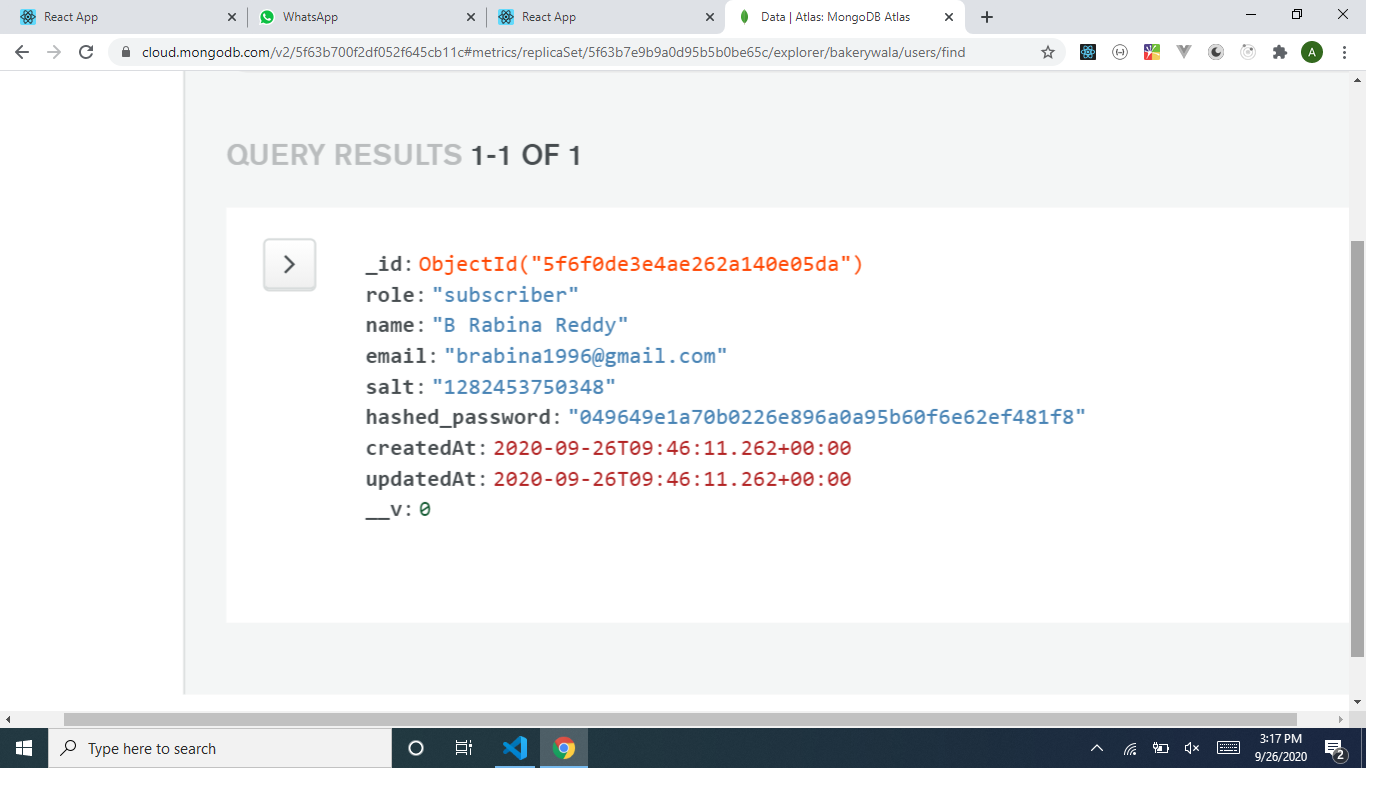 React App
WhatsApp
React App
Data | Atlas: MongoDB Atlas
cloud.mongodb.com/v2/5f63b700f2df052f645cb11c#metrics/replicaSet/5f63b7e9b9a0d95b5b0be65c/explorer/bakerywala/users/find
A
QUERY RESULTS 1-1 OF 1
_id: ObjectId("5f6f0de3e4ae262a140e05da")
role: "subscriber"
name: "B Rabina Reddy"
email: "brabina1996@gmail.com"
salt: "1282453750348"
hashed_password: "049649e1a70b0226e896a0a95b60f6e62ef481f8"
createdAt: 2020-09-26T09:46:11.262+00:00
updatedAt: 2020-09-26T09:46:11.262+00:00
__v: 0
Type here to search
3:17 PM
9/26/2020
2